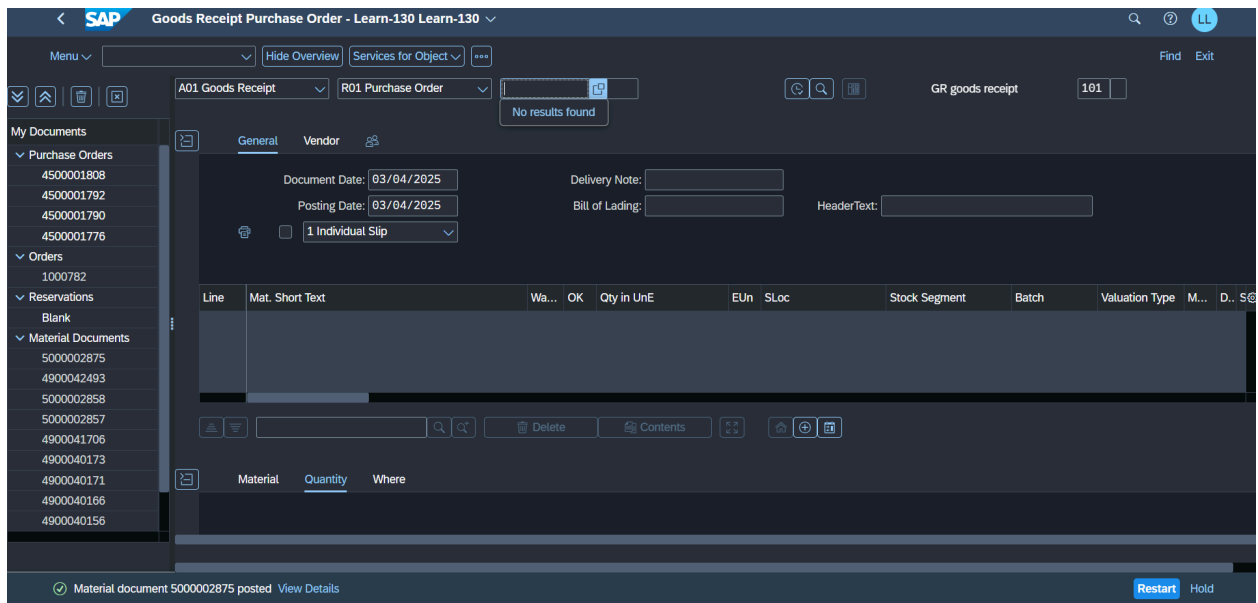 SAP Goods Receipt Purchase Order - Learn-130 Learn-130 LL
Menu Hide Overview Services for Object Find Exit
A01 Goods Receipt R01 Purchase Order GR goods receipt 101
No results found
My Documents
General Vendor
Purchase Orders
4500001808
4500001792
4500001790
4500001776
Orders
1000782
Reservations
Blank
Material Documents
5000002875
4900042493
5000002858
5000002857
4900041706
4900040173
4900040171
4900040166
4900040156
Document Date: 03/04/2025 Delivery Note:
Posting Date: 03/04/2025 Bill of Lading: HeaderText:
1 Individual Slip
Line Mat. Short Text Wa... OK Qty in UnE EUn SLoc Stock Segment Batch Valuation Type M... D.. S
Delete Contents
Material Quantity Where
Material document 5000002875 posted View Details Restart Hold